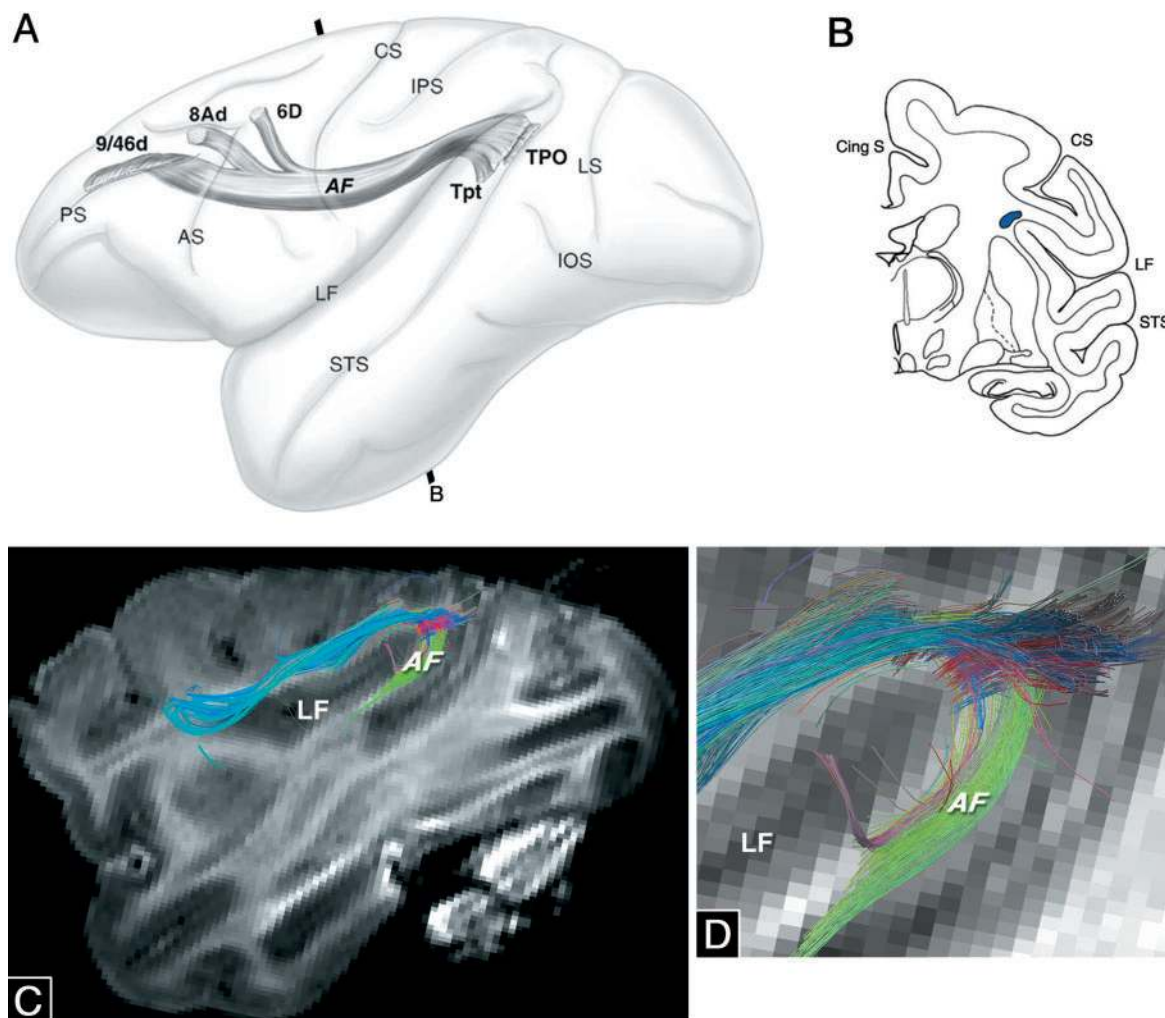 A
CS
IPS
8Ad
6D
9/46d
AF
TPO
Tpt
LS
PS
AS
IOS
LF
STS
B
B
Cing S
CS
LF
STS
AF
LF
C
AF
LF
D